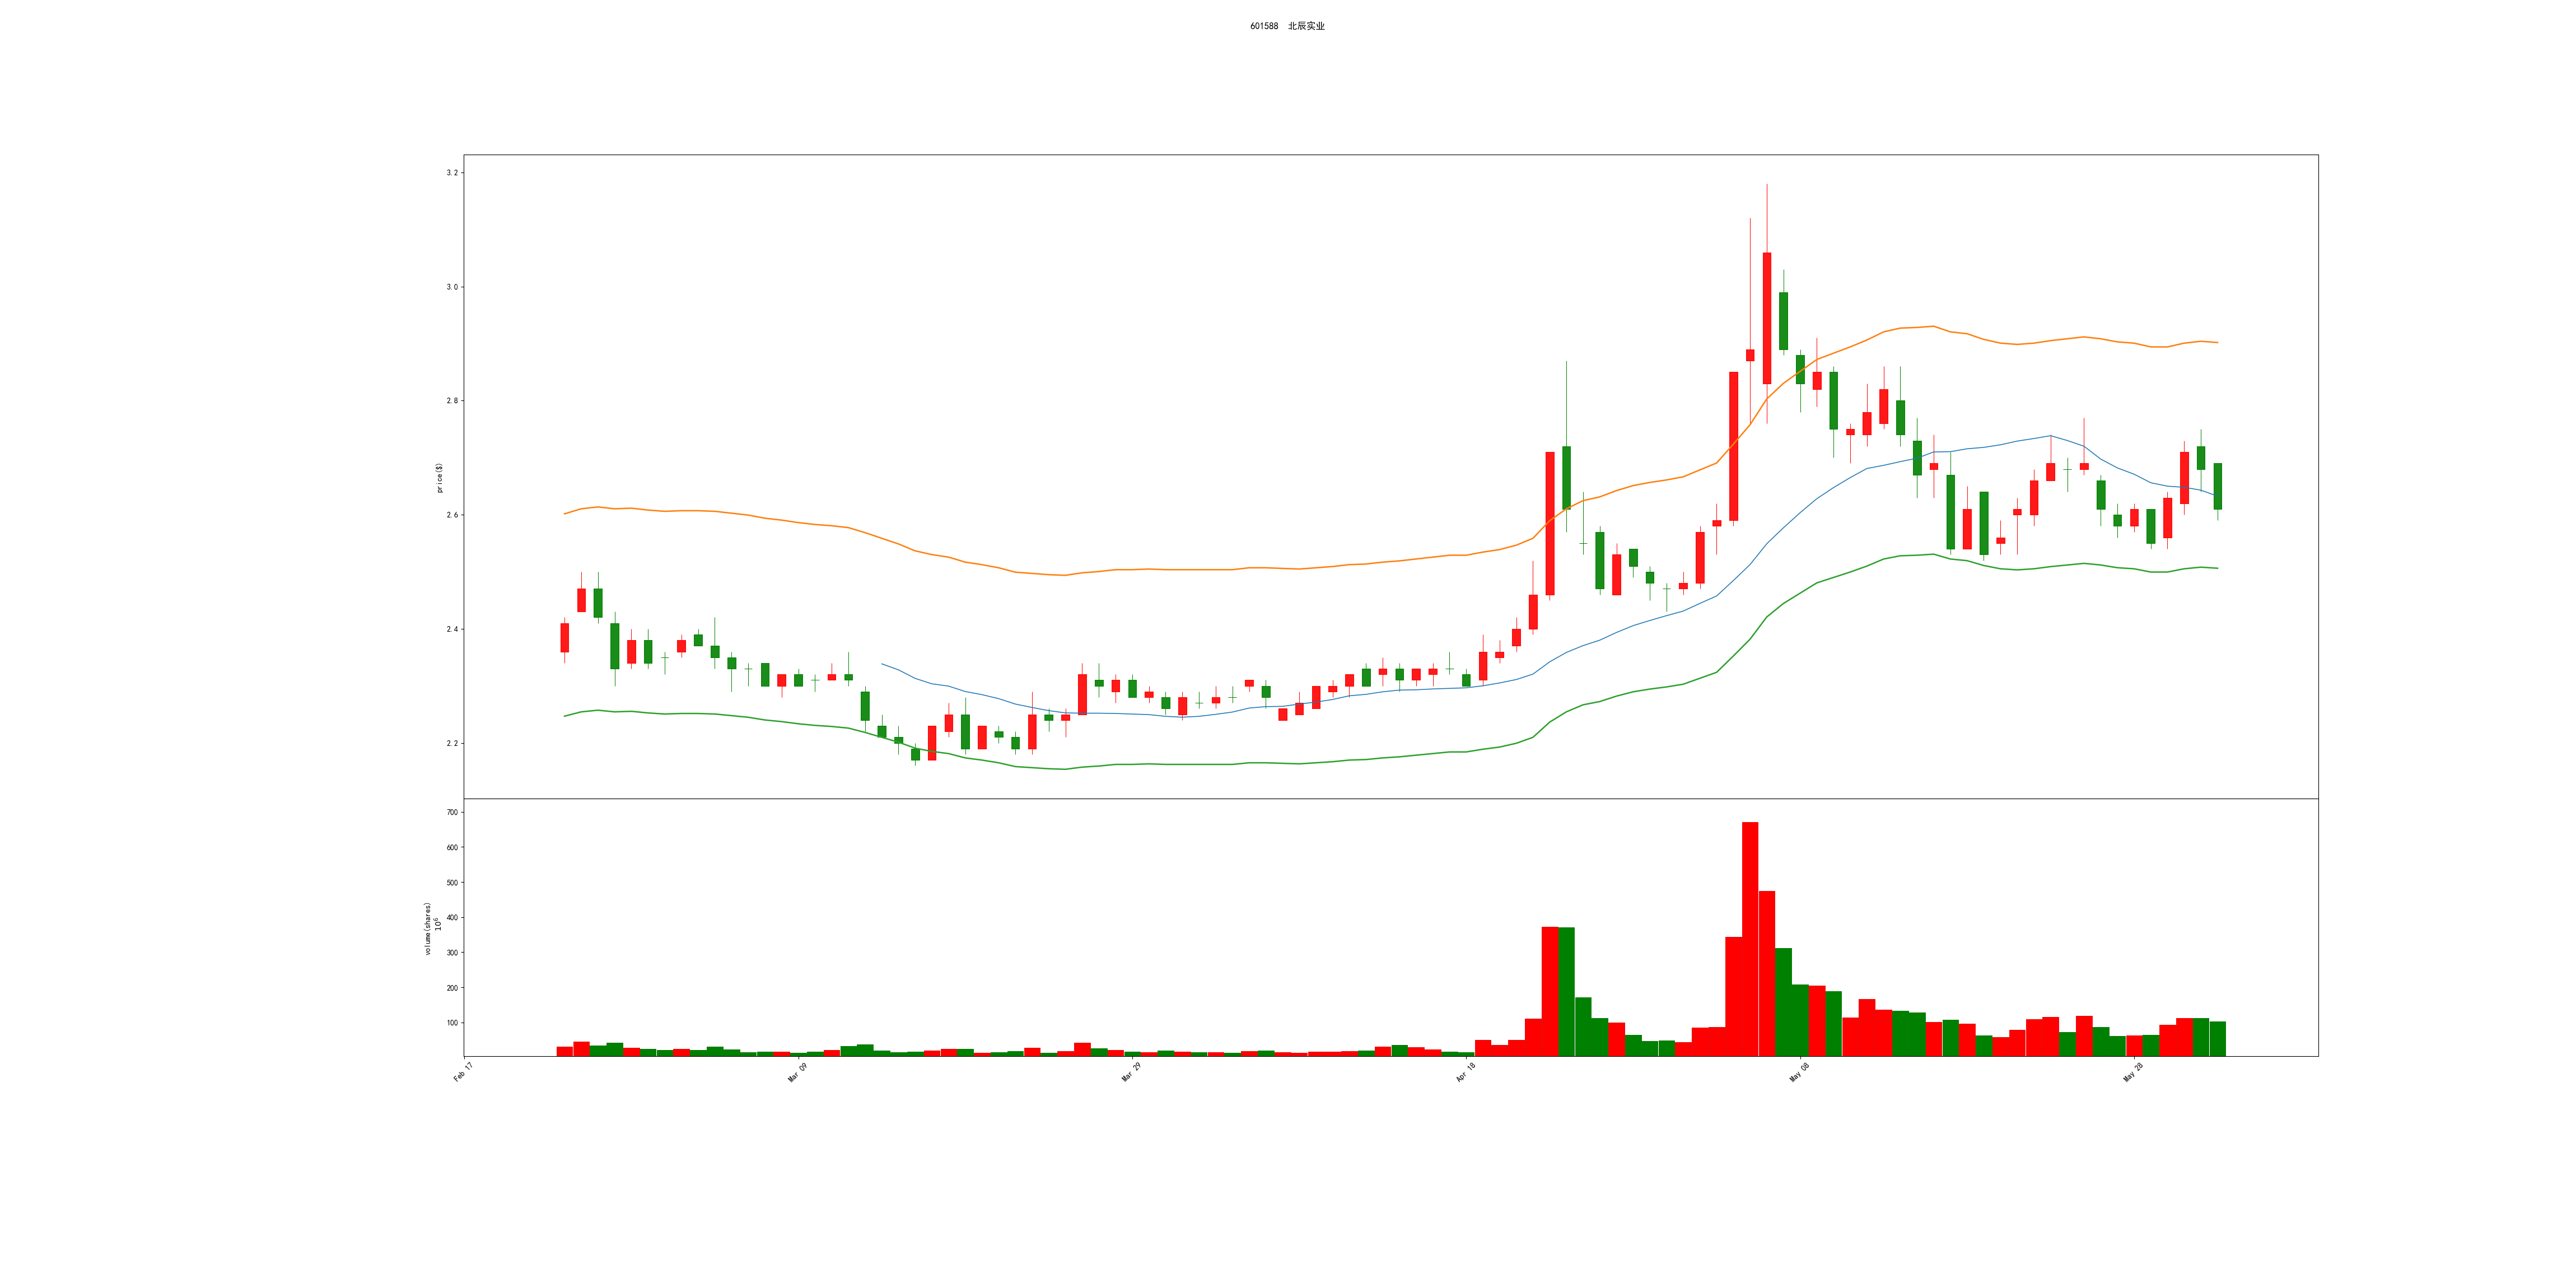 601588 北辰实业
price($)
3.2
3.0
2.8
2.6
2.4
2.2
volume(shares)
10^6
700
600
500
400
300
200
100
Feb 17
Mar 09
Mar 29
Apr 18
May 08
May 28